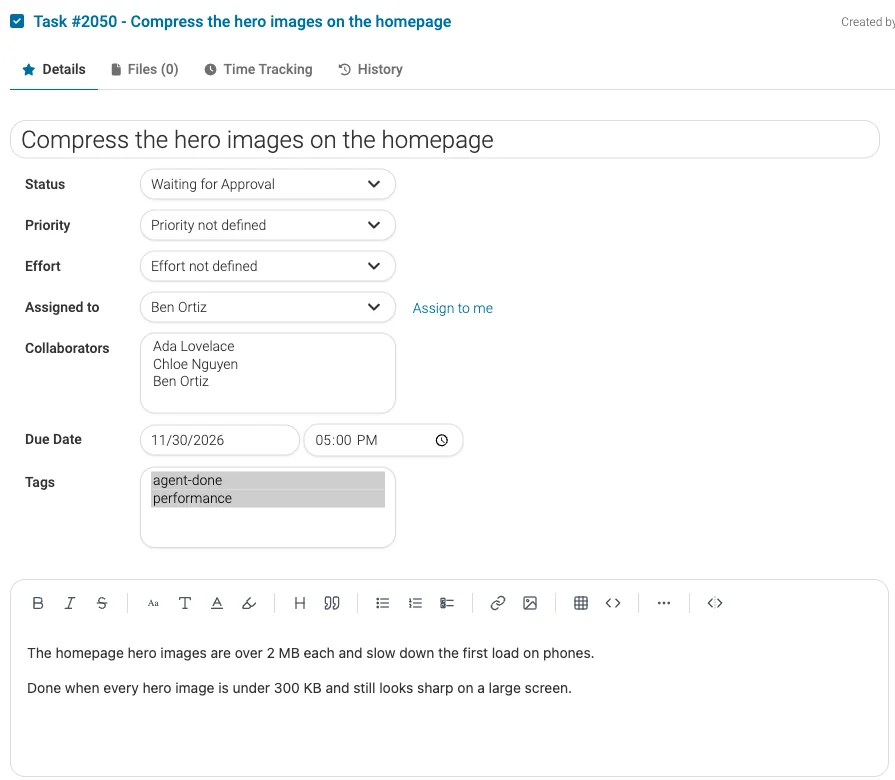 Task #2050 - Compress the hero images on the homepage
Created by
Details
Files (0)
Time Tracking
History
Compress the hero images on the homepage
Status
Waiting for Approval
Priority
Priority not defined
Effort
Effort not defined
Assigned to
Ben Ortiz
Assign to me
Collaborators
Ada Lovelace
Chloe Nguyen
Ben Ortiz
Due Date
11/30/2026
05:00 PM
Tags
agent-done
performance
The homepage hero images are over 2 MB each and slow down the first load on phones.
Done when every hero image is under 300 KB and still looks sharp on a large screen.